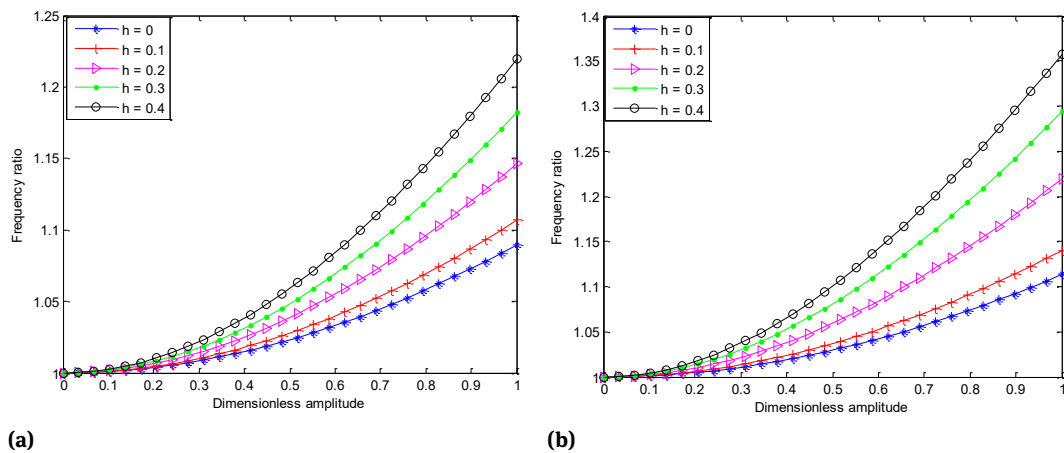 1.25
h = 0
h = 0.1
h = 0.2
h = 0.3
h = 0.4
1.2
1.15
1.1
1.05
1
Frequency ratio
0 0.1 0.2 0.3 0.4 0.5 0.6 0.7 0.8 0.9 1
Dimensionless amplitude
(a)
1.4
h = 0
h = 0.1
h = 0.2
h = 0.3
h = 0.4
1.35
1.3
1.25
1.2
1.15
1.1
1.05
1
Frequency ratio
0 0.1 0.2 0.3 0.4 0.5 0.6 0.7 0.8 0.9 1
Dimensionless amplitude
(b)